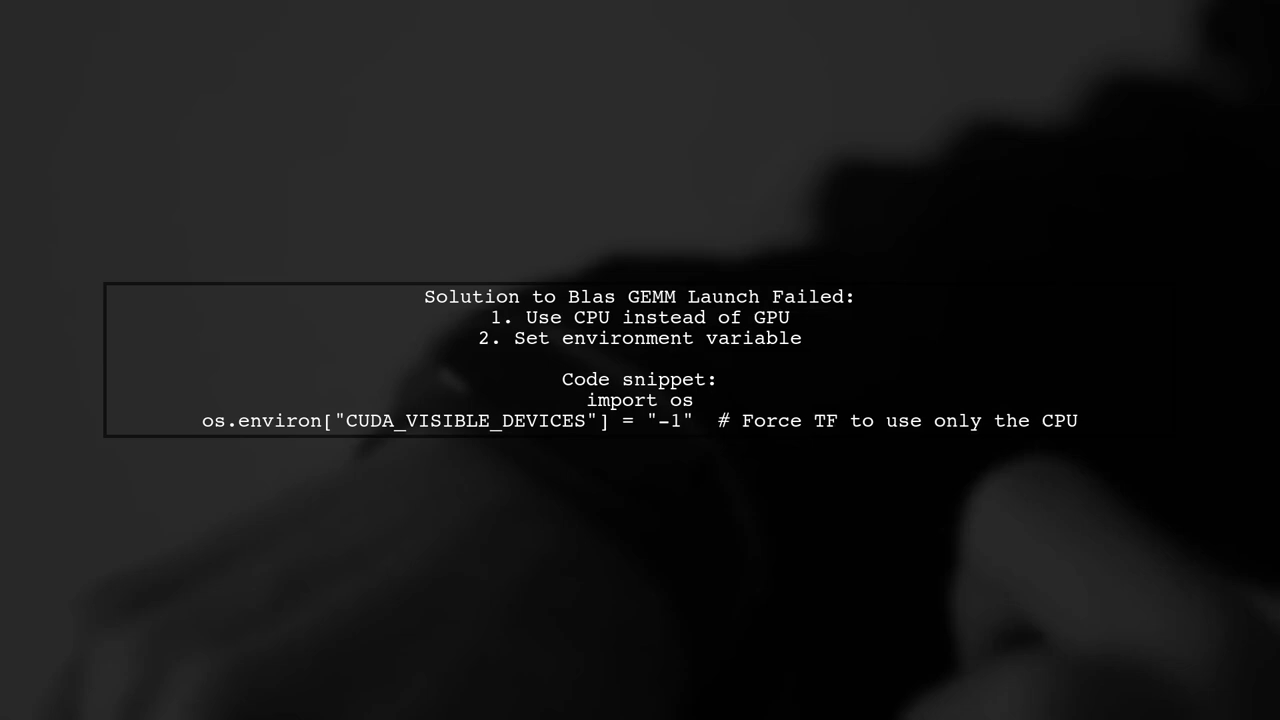 Solution to Blas GEMM Launch Failed:
1. Use CPU instead of GPU
2. Set environment variable
Code snippet:
import os
os.environ["CUDA_VISIBLE_DEVICES"] = "-1"  # Force TF to use only the CPU